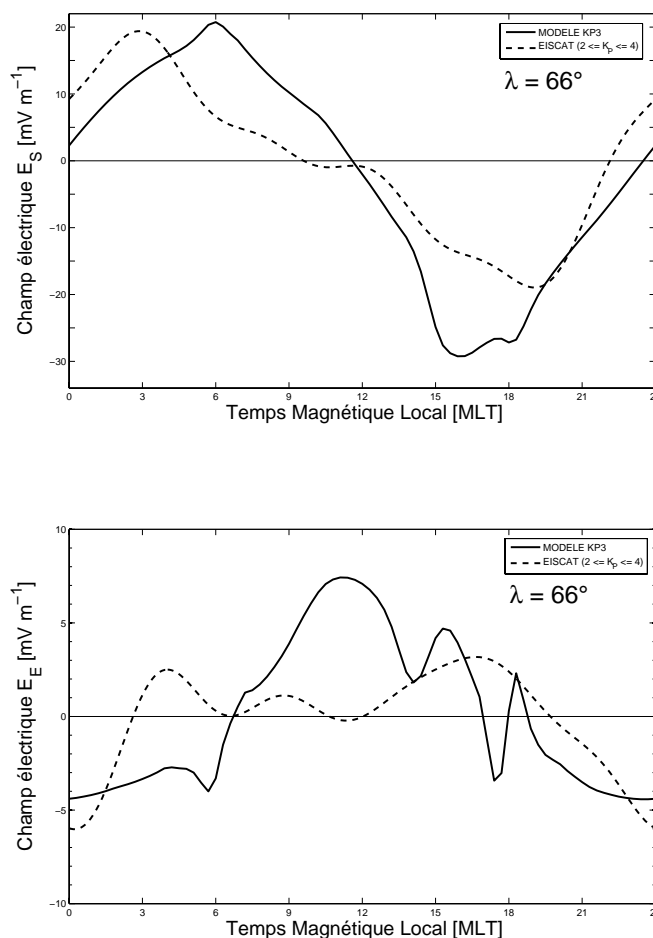 20
10
0
−10
−20
−30
Champ électrique E_S [mV m⁻¹]
MODELE KP3
EISCAT (2 <= K_P <= 4)
λ = 66°
0 3 6 9 12 15 18 21
Temps Magnétique Local [MLT]
10
5
0
−5
−10
Champ électrique E_E [mV m⁻¹]
MODELE KP3
EISCAT (2 <= K_P <= 4)
λ = 66°
0 3 6 9 12 15 18 21
Temps Magnétique Local [MLT]